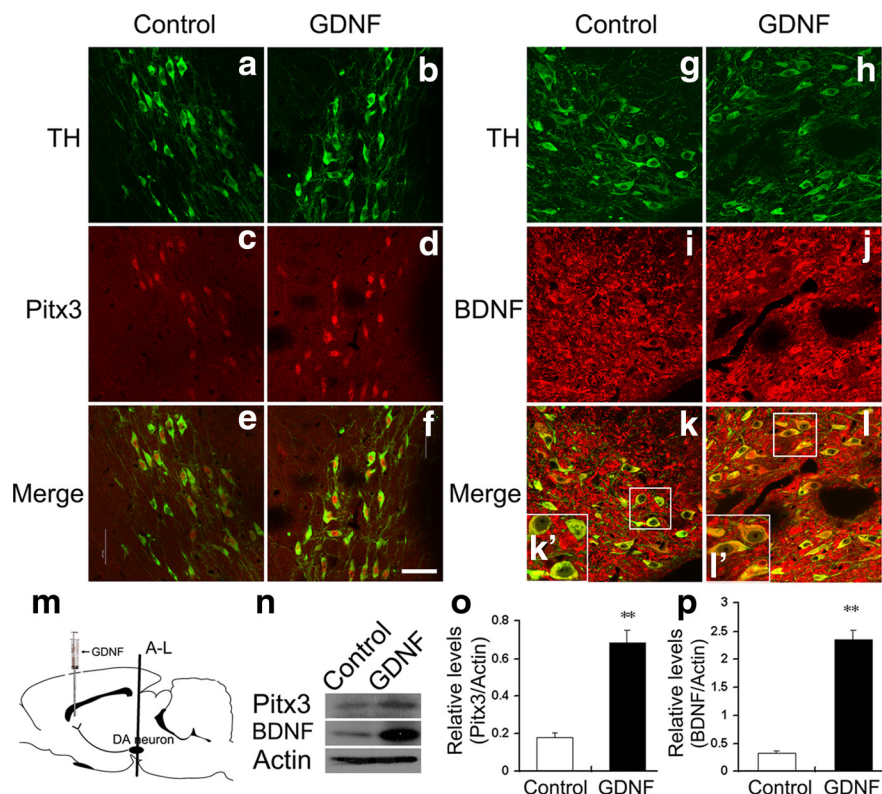 Control GDNF Control GDNF
a b g h
TH TH
c d i j
Pitx3 BDNF
e f k l
Merge Merge
k’ l’
m n o p
GDNF A-L
DA neuron
Control GDNF
Pitx3
BDNF
Actin
Relative levels
(Pitx3/Actin)
0.8
0.6
0.4
0.2
0
**
Control GDNF
Relative levels
(BDNF/Actin)
3
2.5
2
1.5
1
0.5
0
**
Control GDNF